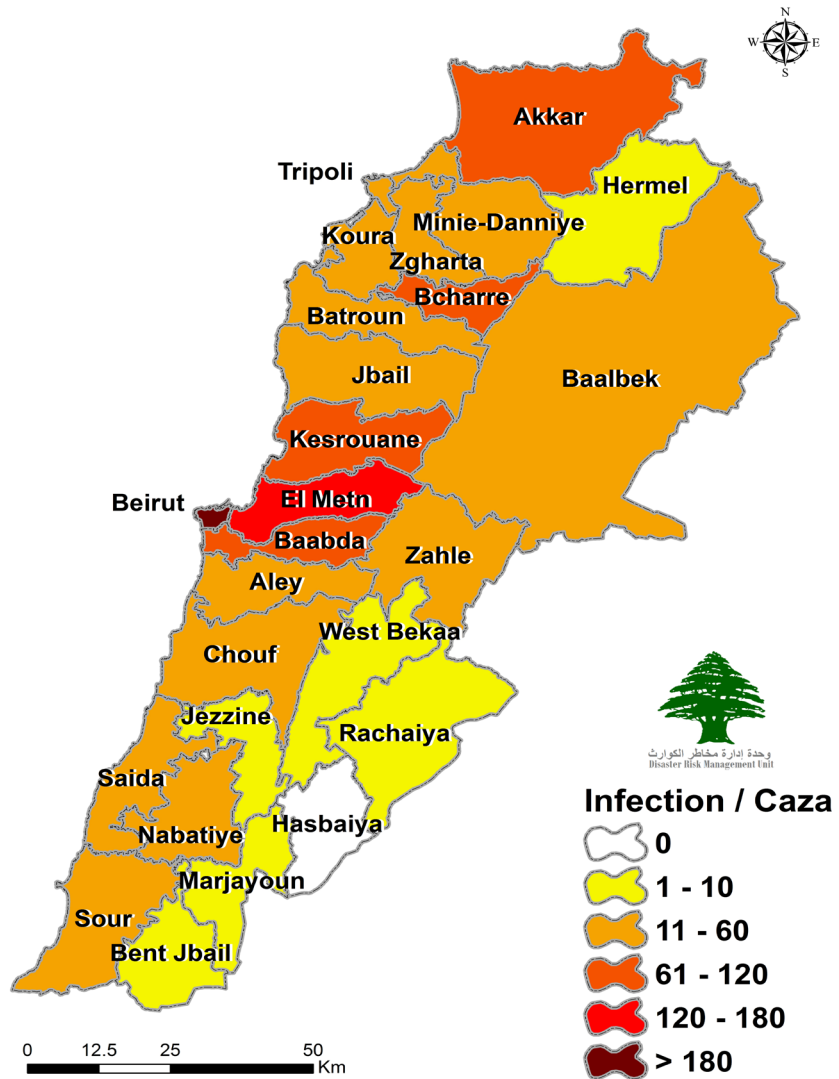 N
W E
S
Akkar
Tripoli
Hermel
Minie-Danniye
Koura
Zgharta
Bcharre
Batroun
Jbail
Baalbek
Kesrouane
El Metn
Beirut
Baabda
Zahle
Aley
West Bekaa
Chouf
Jezzine
Rachaiya
وحدة إدارة مخاطر الكوارث
Disaster Risk Management Unit
Saida
Hasbaiya
Nabatiye
Marjayoun
Sour
Bent Jbail
Infection / Caza
0
1 - 10
11 - 60
61 - 120
120 - 180
> 180
0 12.5 25 50
Km